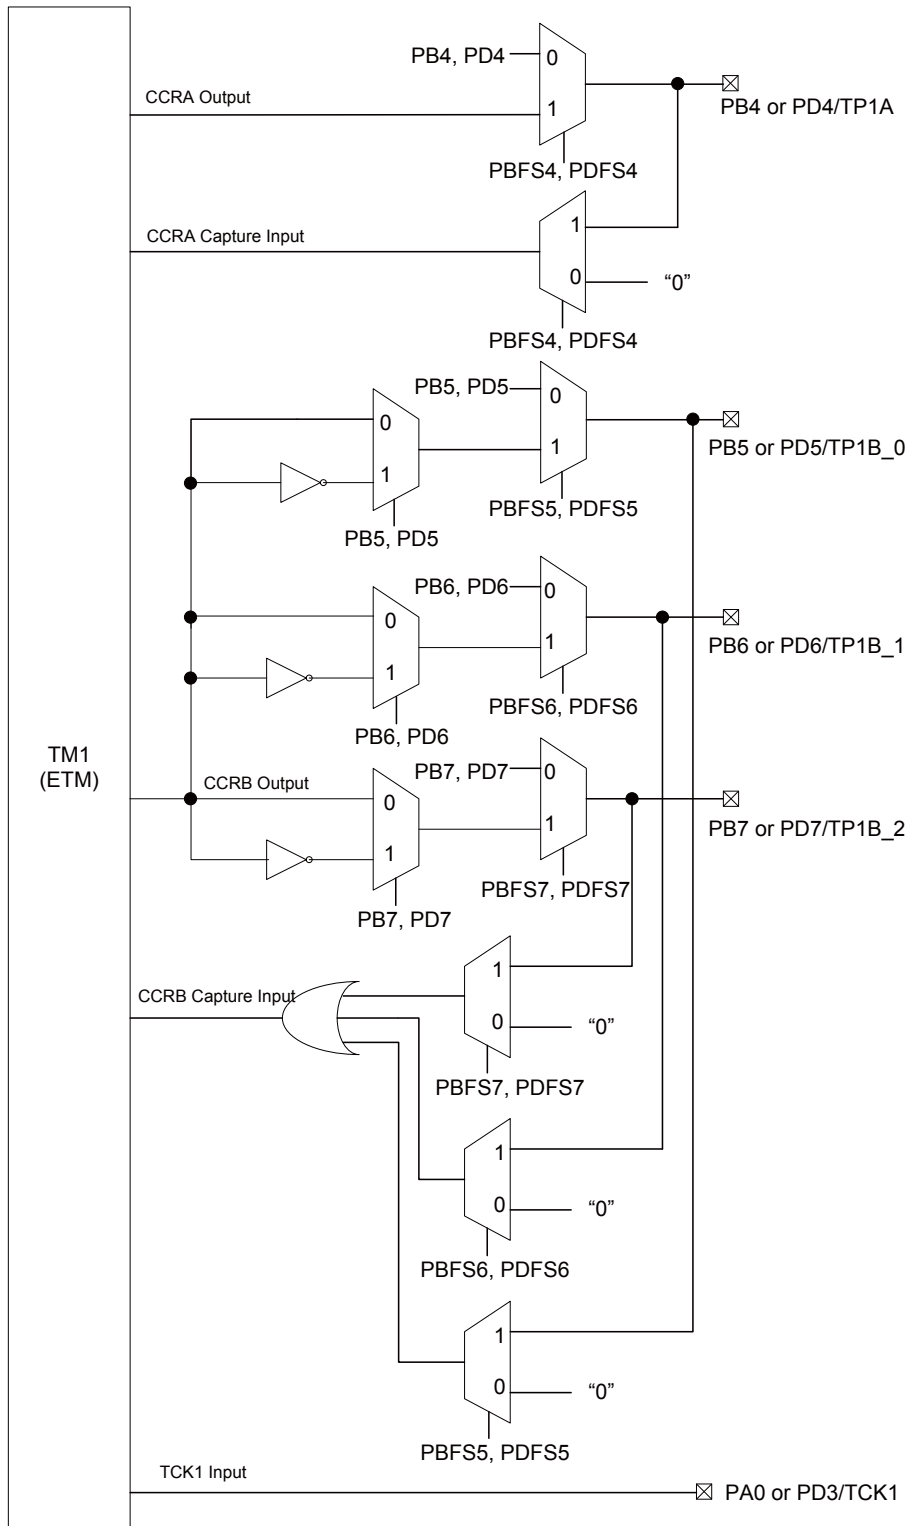 PB4, PD4
0
CCRA Output
1
PB4 or PD4/TP1A
PBFS4, PDFS4
1
CCRA Capture Input
0
“0”
PBFS4, PDFS4
PB5, PD5
0
0
1
PB5 or PD5/TP1B_0
1
PBFS5, PDFS5
PB5, PD5
PB6, PD6
0
0
1
PB6 or PD6/TP1B_1
1
PBFS6, PDFS6
PB6, PD6
TM1
(ETM)
PB7, PD7
0
CCRB Output
0
1
PB7 or PD7/TP1B_2
1
PBFS7, PDFS7
PB7, PD7
1
CCRB Capture Input
0
“0”
PBFS7, PDFS7
1
0
“0”
PBFS6, PDFS6
1
0
“0”
PBFS5, PDFS5
TCK1 Input
PA0 or PD3/TCK1